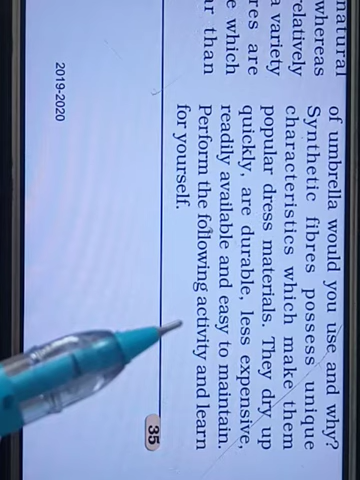 natural
whereas
relatively
a variety
res are
e which
ur than
of umbrella would you use and why?
Synthetic fibres possess unique
characteristics which make them
popular dress materials. They dry up
quickly, are durable, less expensive,
readily available and easy to maintain.
Perform the following activity and learn
for yourself.
35
2019-2020